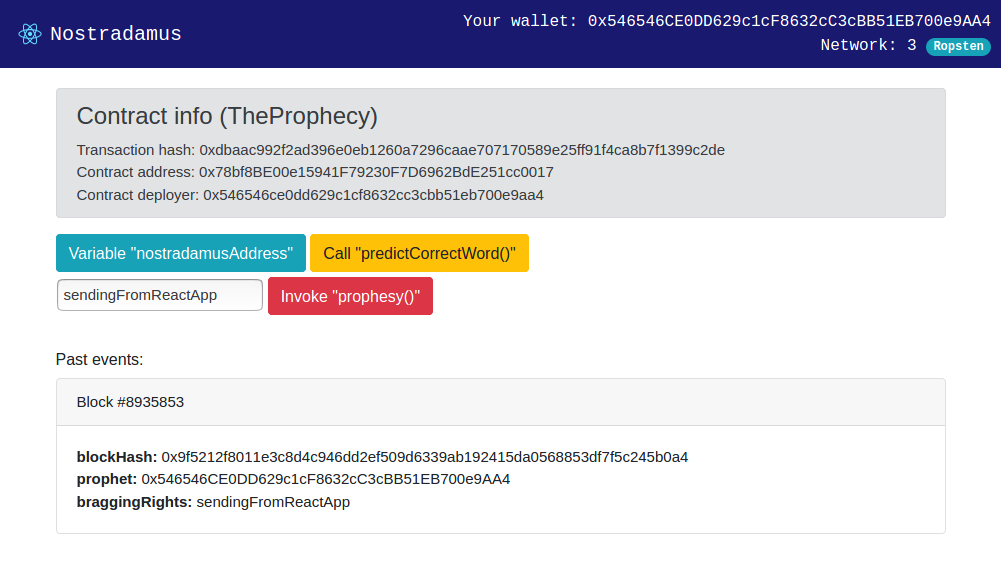 Nostradamus
Your wallet: 0x546546CE0DD629c1cF8632cC3cBB51EB700e9AA4
Network: 3 Ropsten
Contract info (TheProphecy)
Transaction hash: 0xdbaac992f2ad396e0eb1260a7296caae707170589e25ff91f4ca8b7f1399c2de
Contract address: 0x78bf8BE00e15941F79230F7D6962BdE251cc0017
Contract deployer: 0x546546ce0dd629c1cf8632cc3cbb51eb700e9aa4
Variable "nostradamusAddress"
Call "predictCorrectWord()"
sendingFromReactApp
Invoke "prophesy()"
Past events:
Block #8935853
blockHash: 0x9f5212f8011e3c8d4c946dd2ef509d6339ab192415da0568853df7f5c245b0a4
prophet: 0x546546CE0DD629c1cF8632cC3cBB51EB700e9AA4
braggingRights: sendingFromReactApp